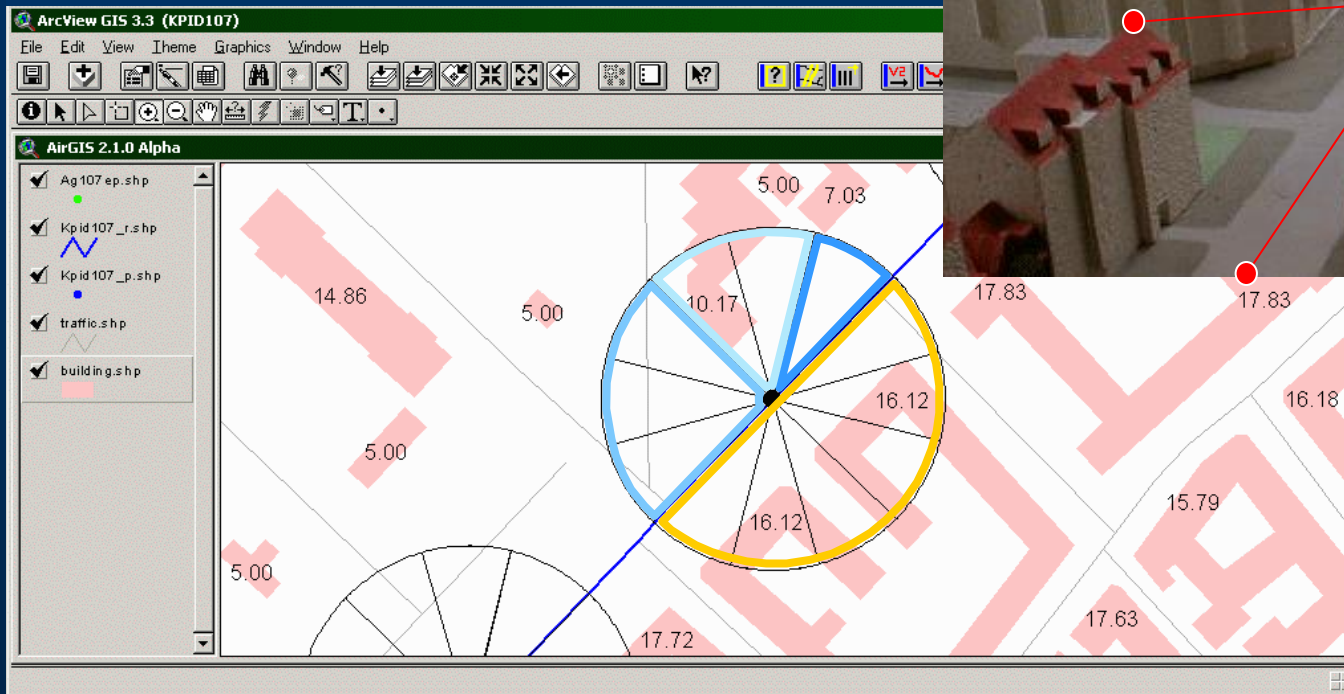 ArcView GIS 3.3 (KPID107)
File Edit View Theme Graphics Window Help
AirGIS 2.1.0 Alpha
Ag107ep.shp
Kpid107_r.shp
Kpid107_p.shp
traffic.shp
building.shp
5.00
7.03
14.86
5.00
10.17
17.83
17.83
16.12
16.18
5.00
15.79
16.12
5.00
17.63
17.72